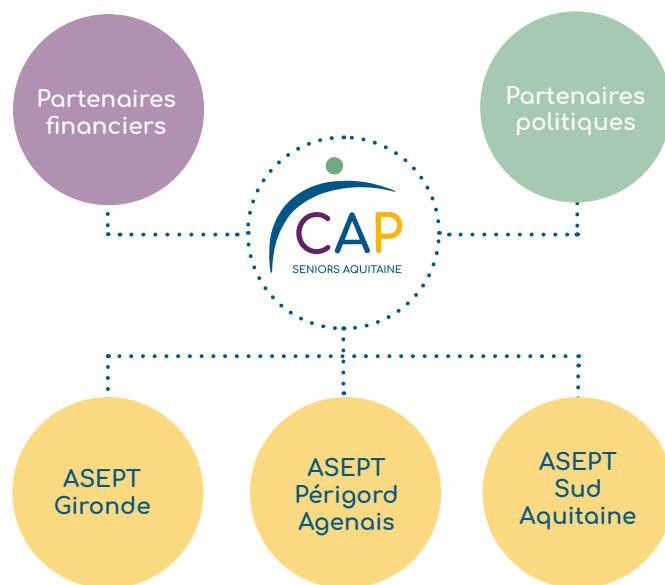 Partenaires
financiers
Partenaires
politiques
CAP
SENIORS AQUITAINE
ASEPT
Gironde
ASEPT
Périgord
Agenais
ASEPT
Sud
Aquitaine